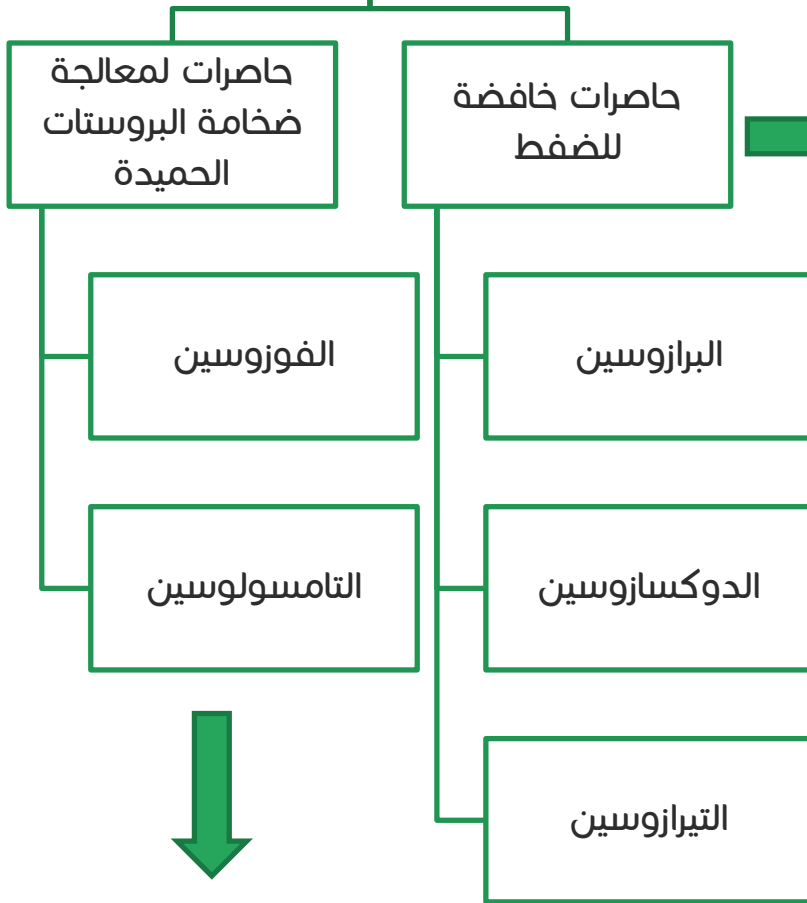 حاصرات خافضة
للضغط
البرازوسين
الدوكسازوسين
التيرازوسين
حاصرات لمعالجة
ضخامة البروستات
الحميدة
الفوزوسين
التامسولوسين